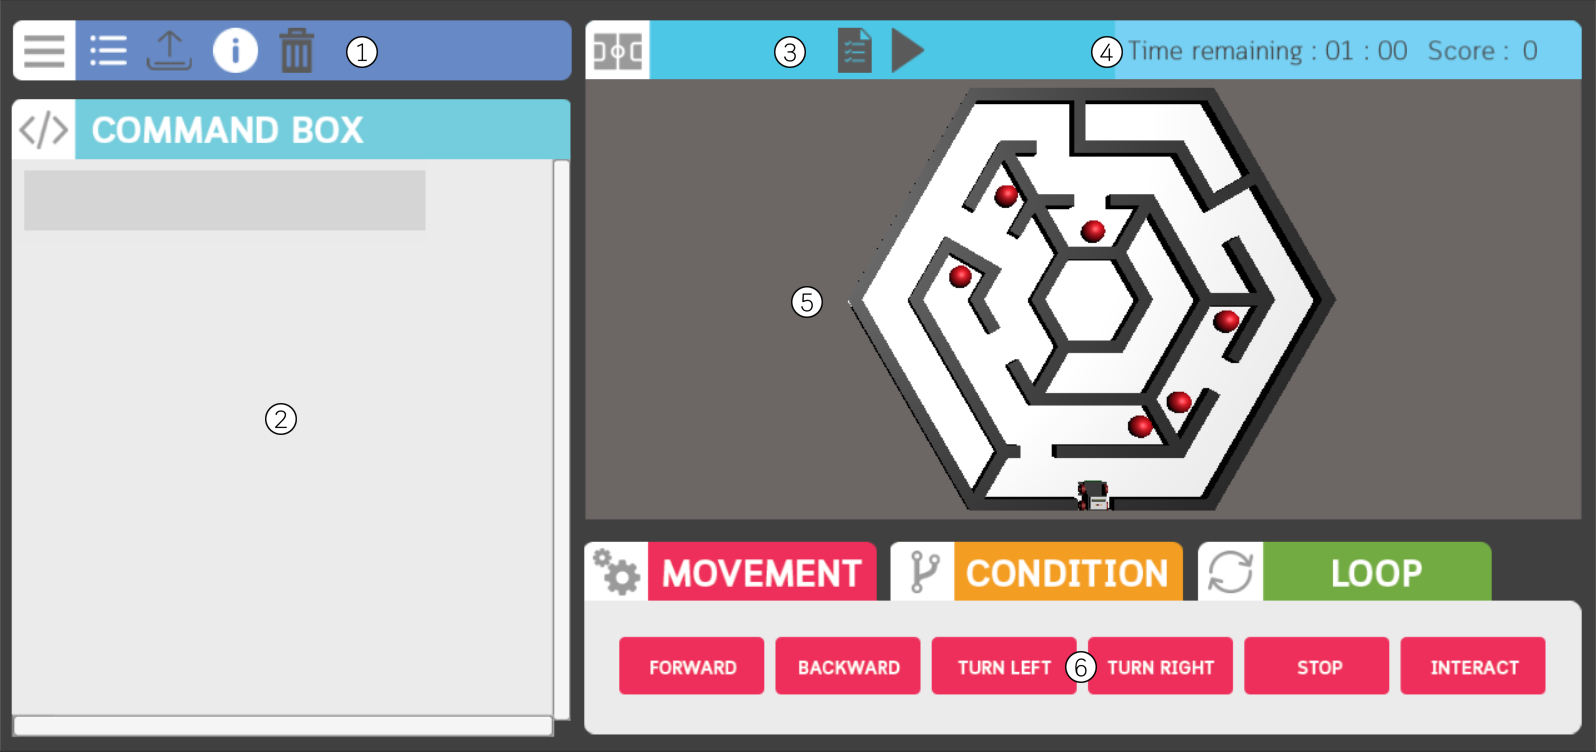 1
3
4 Time remaining : 01 : 00 Score : 0
</> COMMAND BOX
5
2
MOVEMENT CONDITION LOOP
FORWARD BACKWARD TURN LEFT 6 TURN RIGHT STOP INTERACT